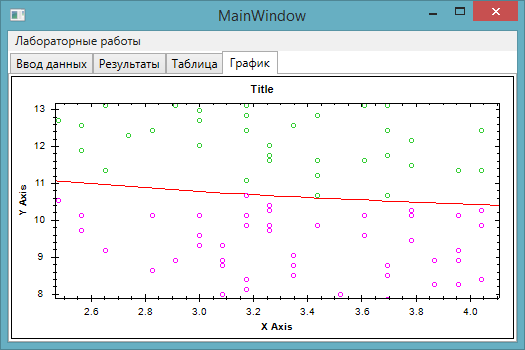 MainWindow
Лабораторные работы
Ввод данных Результаты Таблица График
Title
13
12
11
10
9
8
Y Axis
2.6 2.8 3.0 3.2 3.4 3.6 3.8 4.0
X Axis